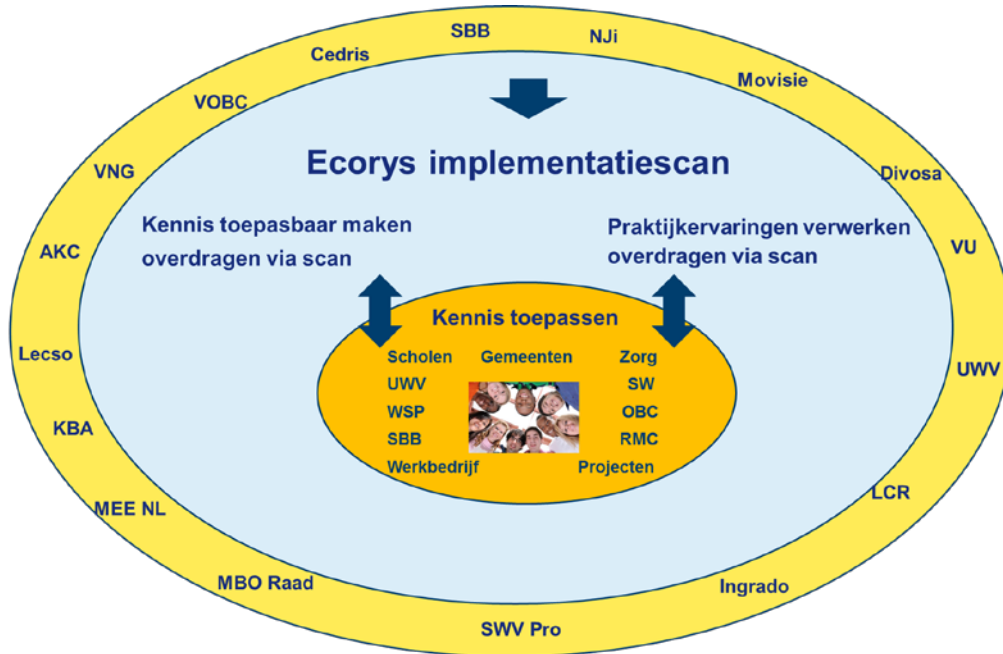 SBB
NJi
Cedris
Movisie
VOBC
VNG
Divosa
AKC
VU
Lecso
UWV
KBA
LCR
MEE NL
MBO Raad
Ingrado
SWV Pro
Ecorys implementatiescan
Kennis toepasbaar maken
overdragen via scan
Praktijkervaringen verwerken
overdragen via scan
Kennis toepassen
Scholen Gemeenten Zorg
UWV SW
WSP OBC
SBB RMC
Werkbedrijf Projecten